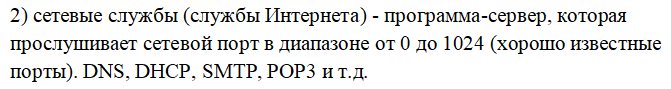 2) сетевые службы (службы Интернета) - программа-сервер, которая
прослушивает сетевой порт в диапазоне от 0 до 1024 (хорошо известные
порты). DNS, DHCP, SMTP, POP3 и т.д.